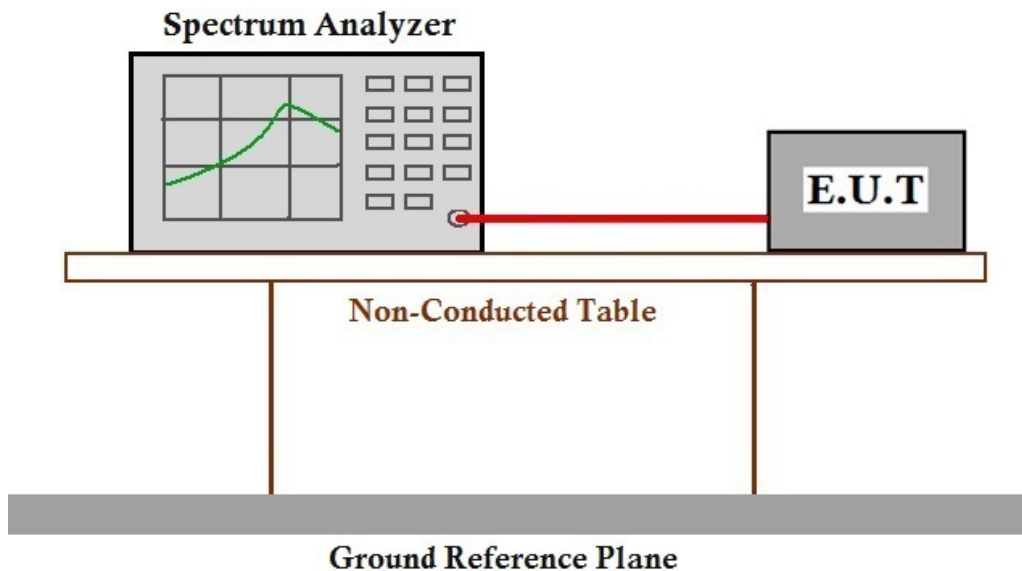 Spectrum Analyzer
E.U.T
Non-Conducted Table
Ground Reference Plane